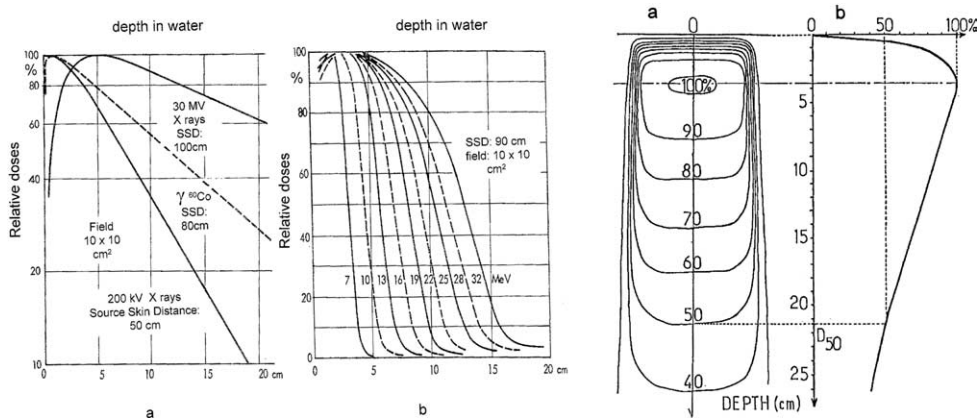 depth in water
100
%
80
60
40
20
10
Relative doses
30 MV
X rays
SSD:
100cm
γ ⁶⁰Co
SSD:
80cm
Field
10 x 10
cm²
200 kV X rays
Source Skin Distance:
50 cm
0 5 10 15 20 cm
a
depth in water
100
%
80
60
40
20
Relative doses
SSD: 90 cm
field: 10 x 10
cm²
7 10 13 16 19 22 25 28 32 MeV
0 5 10 15 20 cm
b
a
0
100%
90
80
70
60
50
40
DEPTH (cm)
b
0 50 100%
5
10
15
20
25
D50